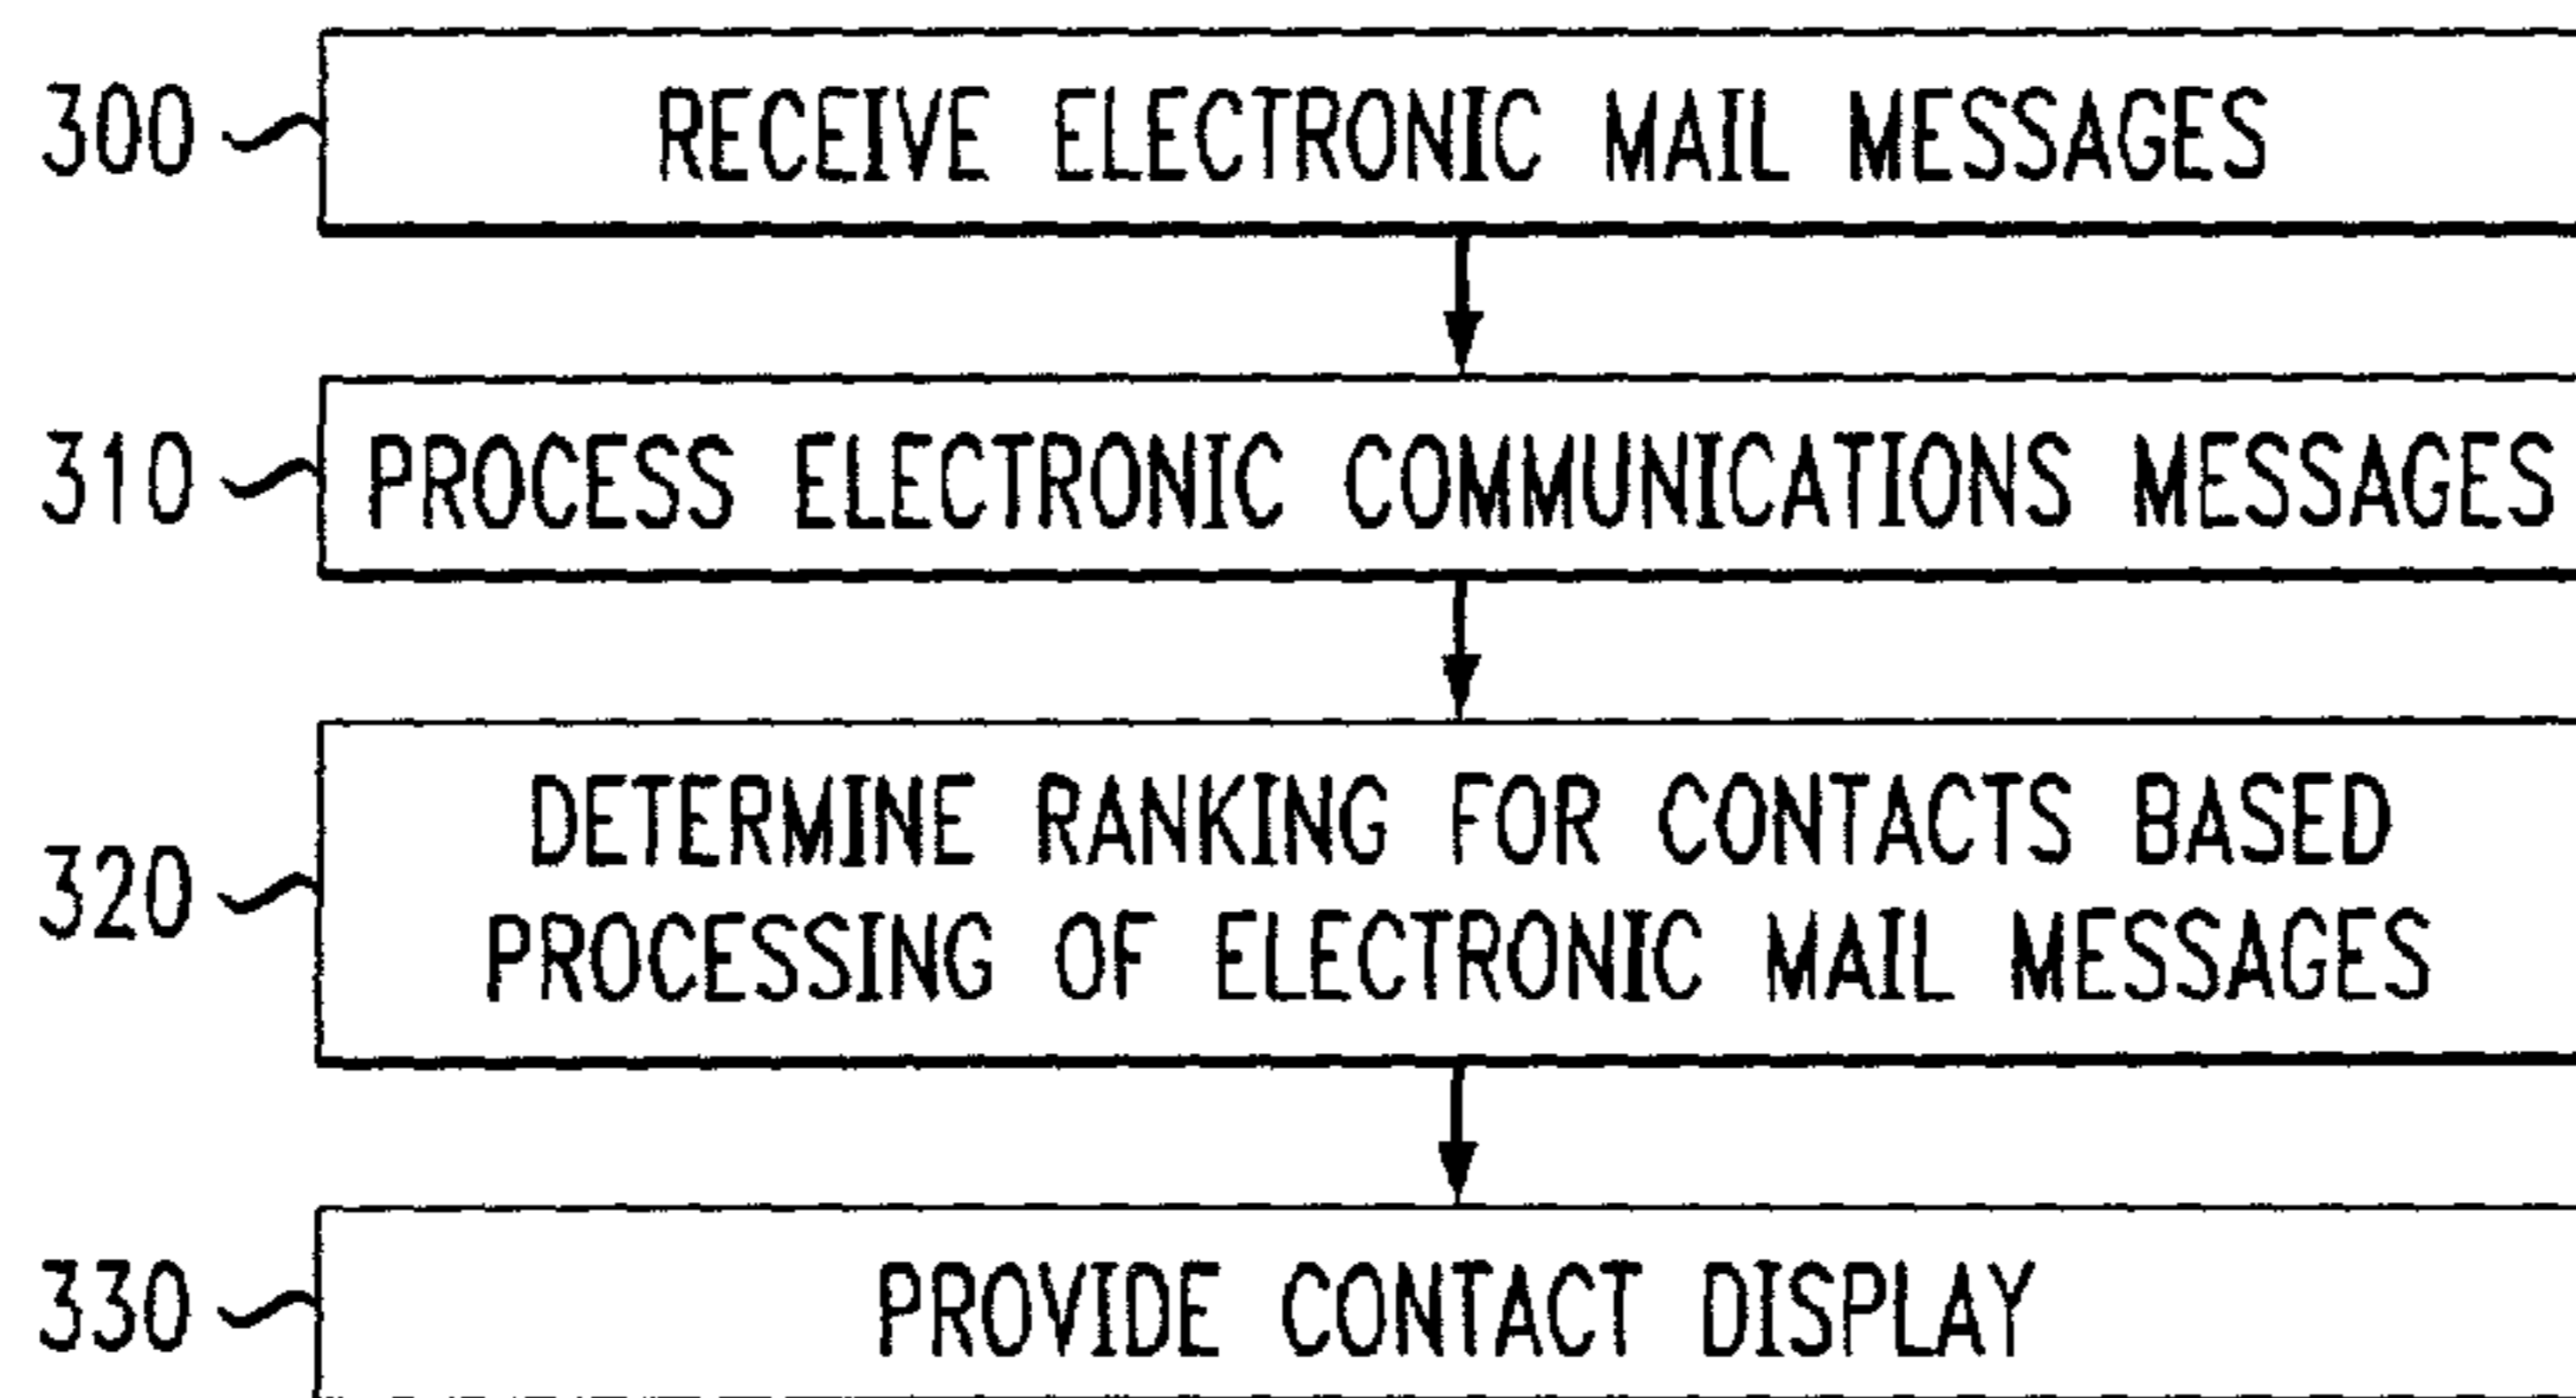 300 RECEIVE ELECTRONIC MAIL MESSAGES
310 PROCESS ELECTRONIC COMMUNICATIONS MESSAGES
320 DETERMINE RANKING FOR CONTACTS BASED
PROCESSING OF ELECTRONIC MAIL MESSAGES
330 PROVIDE CONTACT DISPLAY